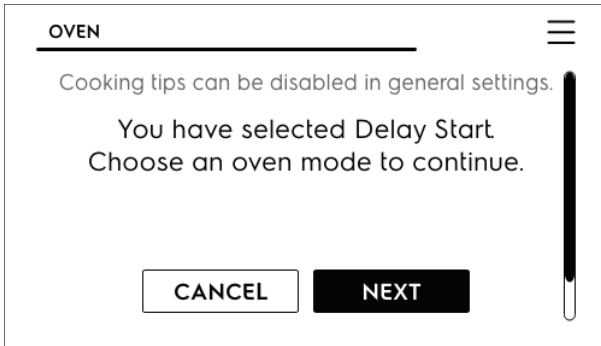 OVEN
Cooking tips can be disabled in general settings.
You have selected Delay Start.
Choose an oven mode to continue.
CANCEL NEXT